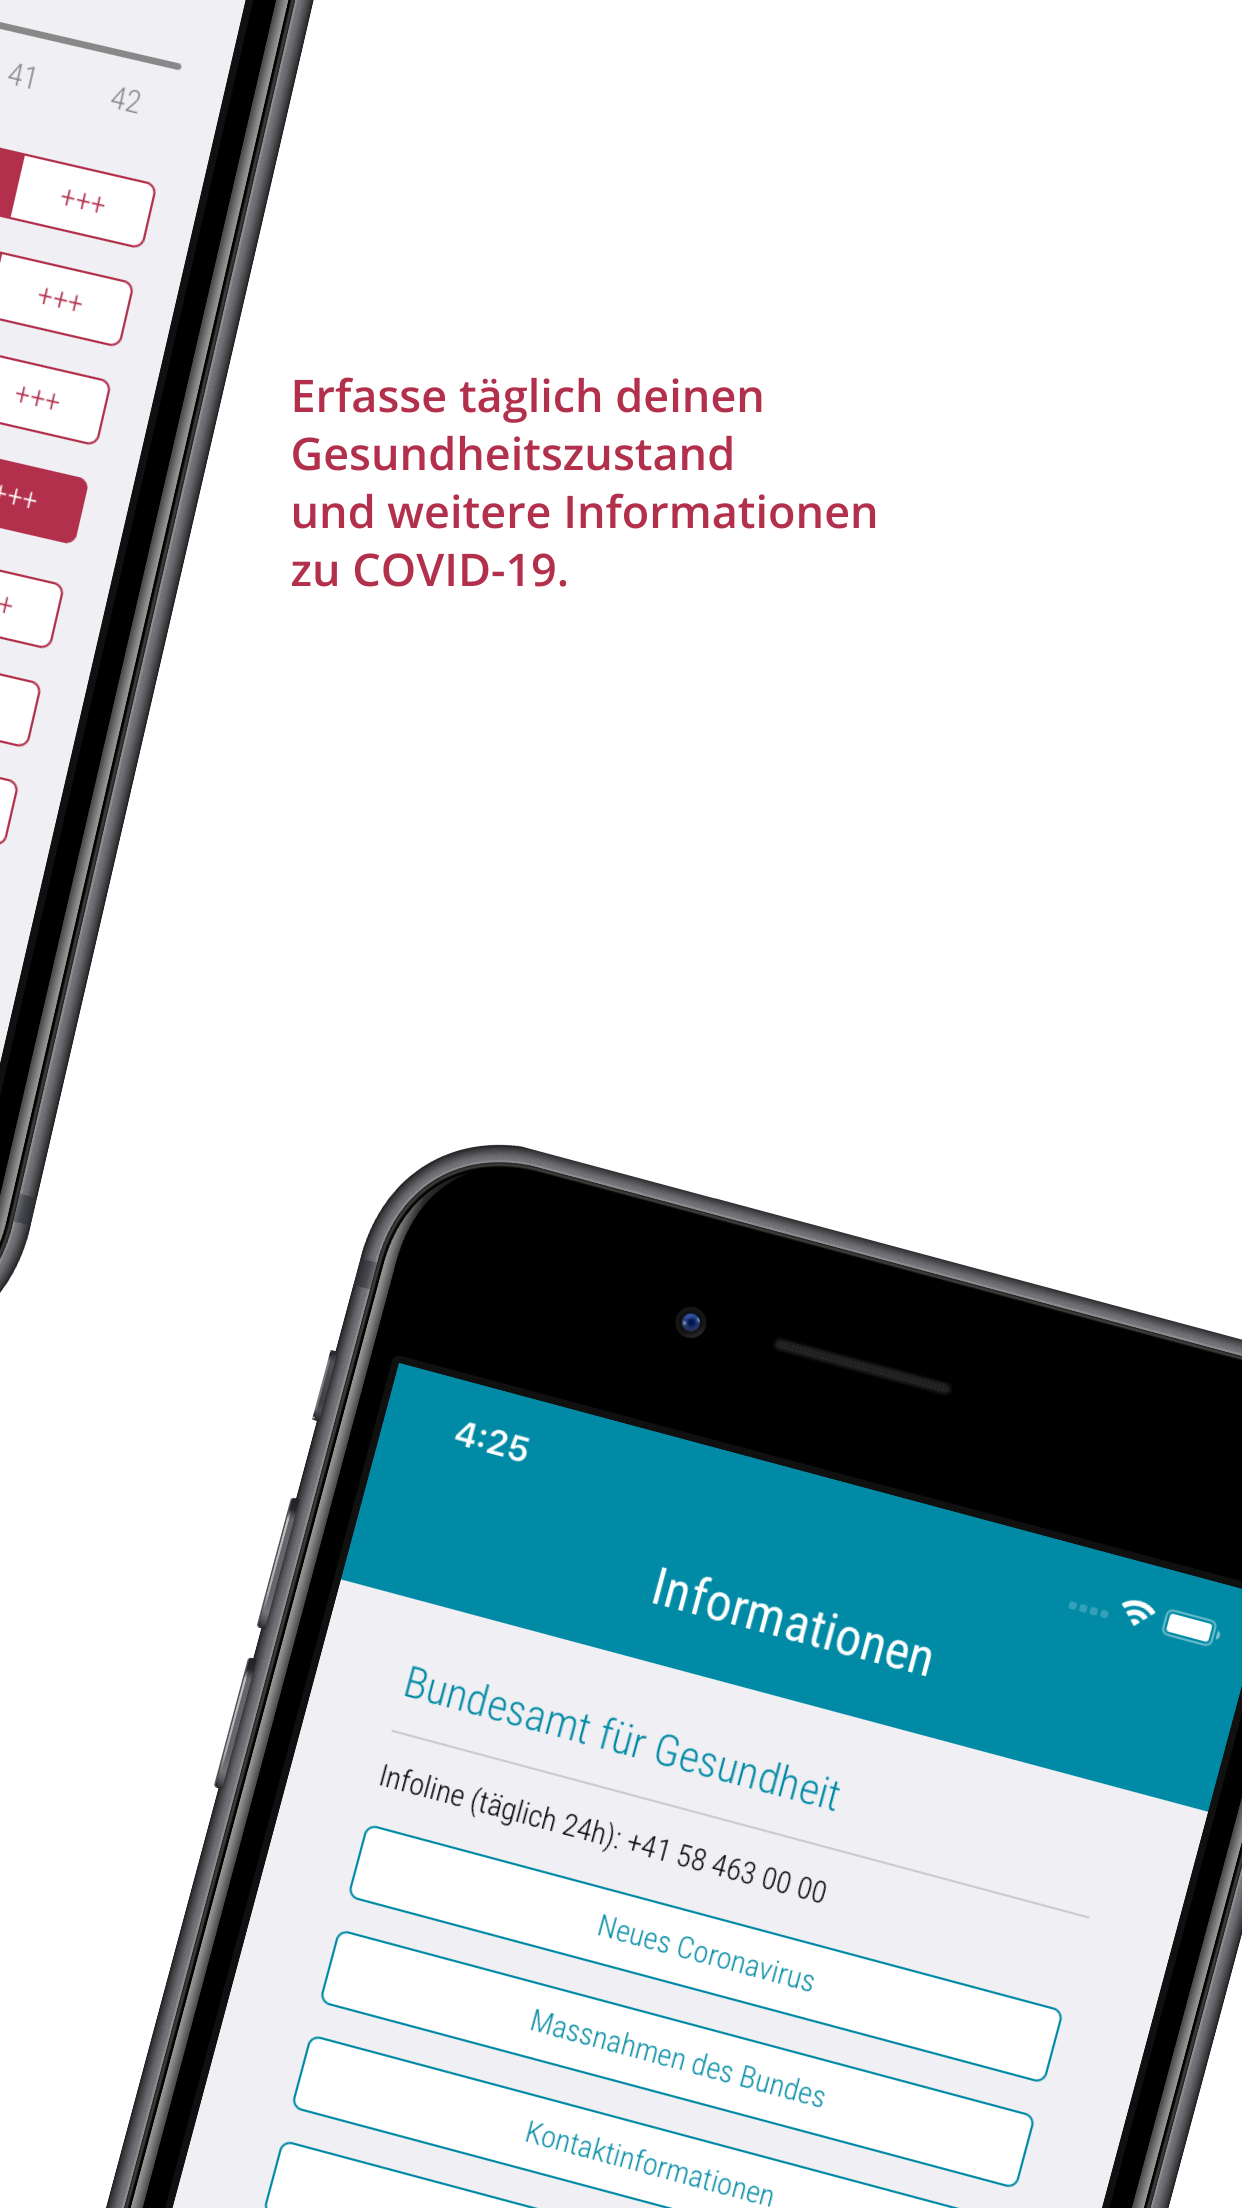 41 42
+++
+++
+++
+++
+
Erfasse täglich deinen
Gesundheitszustand
und weitere Informationen
zu COVID-19.
4:25
Informationen
Bundesamt für Gesundheit
Infoline (täglich 24h): +41 58 463 00 00
Neues Coronavirus
Massnahmen des Bundes
Kontaktinformationen